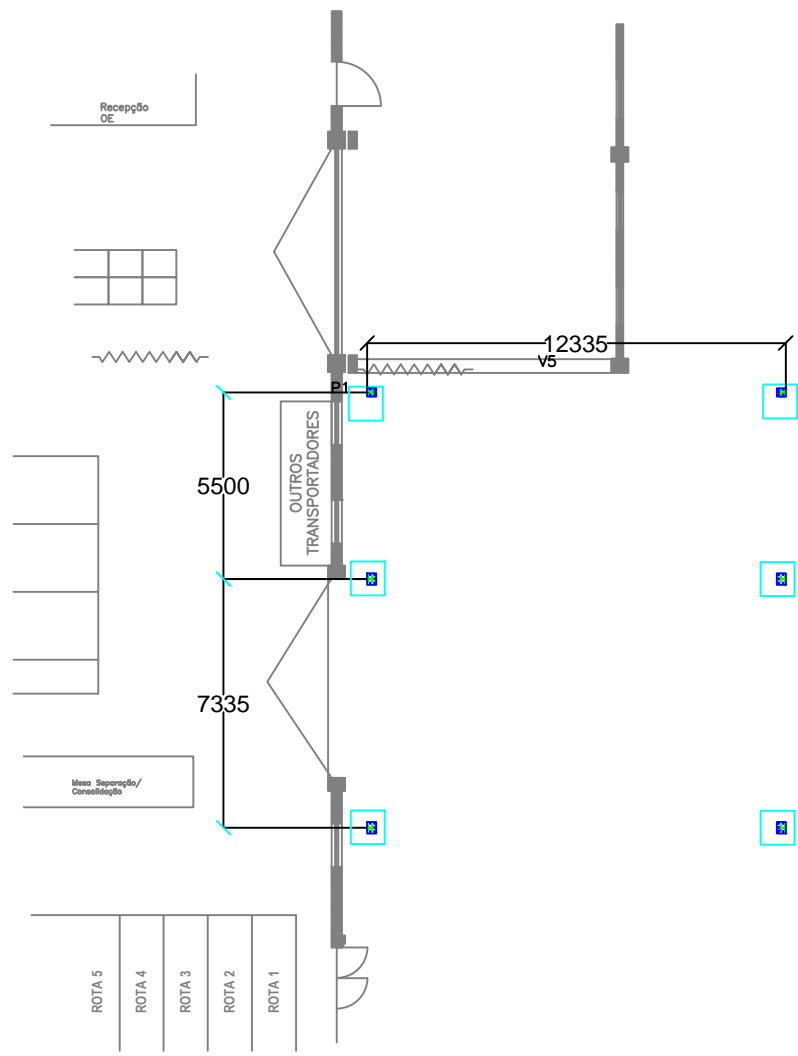 Recepção
OE
12335
V5
P1
5500
OUTROS
TRANSPORTADORES
7335
Mesa Separação/
Consolidação
ROTA 5
ROTA 4
ROTA 3
ROTA 2
ROTA 1